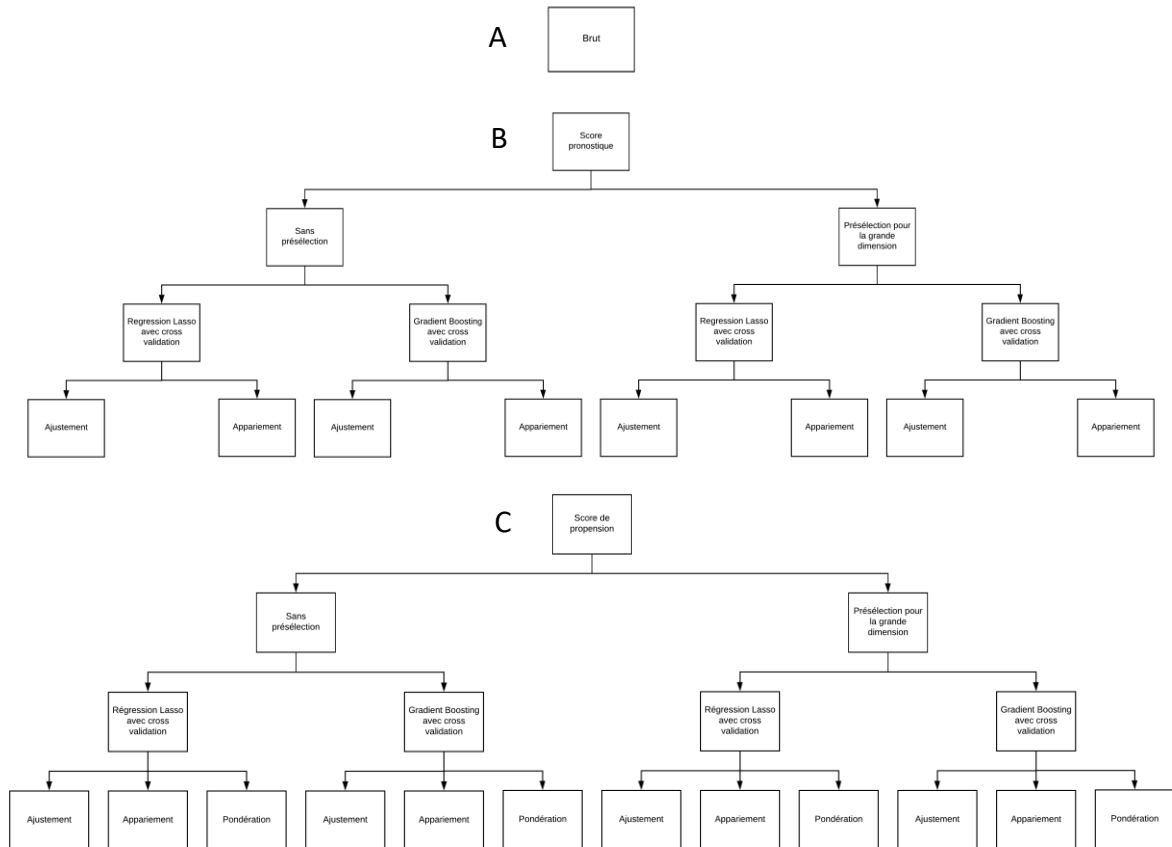 A
Brut
B
Score
pronostique
Sans
présélection
Présélection pour
la grande
dimension
Regression Lasso
avec cross
validation
Gradient Boosting
avec cross
validation
Regression Lasso
avec cross
validation
Gradient Boosting
avec cross
validation
Ajustement
Appariement
Ajustement
Appariement
Ajustement
Appariement
Ajustement
Appariement
C
Score de
propension
Sans
présélection
Présélection pour
la grande
dimension
Régression Lasso
avec cross
validation
Gradient Boosting
avec cross
validation
Régression Lasso
avec cross
validation
Gradient Boosting
avec cross
validation
Ajustement
Appariement
Pondération
Ajustement
Appariement
Pondération
Ajustement
Appariement
Pondération
Ajustement
Appariement
Pondération